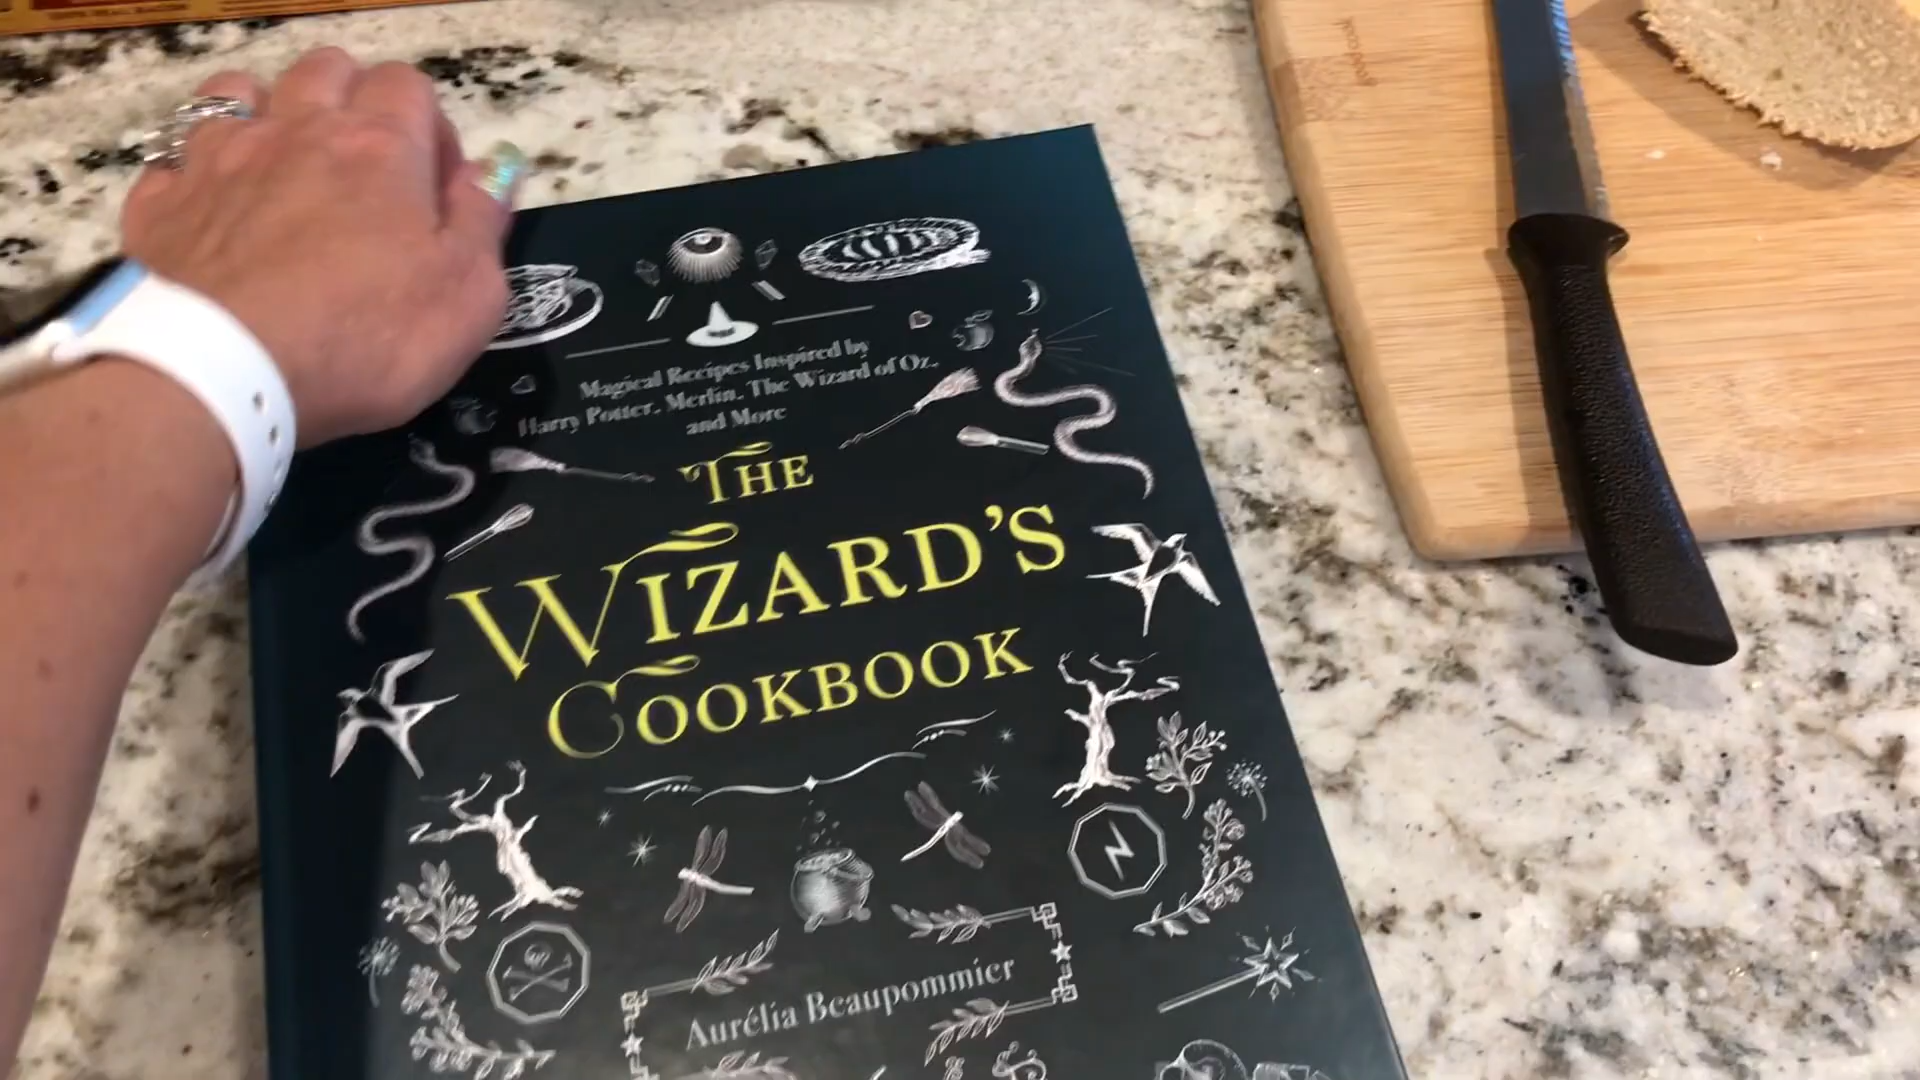 Magical Recipes Inspired by
Harry Potter, Merlin, The Wizard of Oz,
and More
THE
WIZARD'S
COOKBOOK
Aurélia Beaupommier